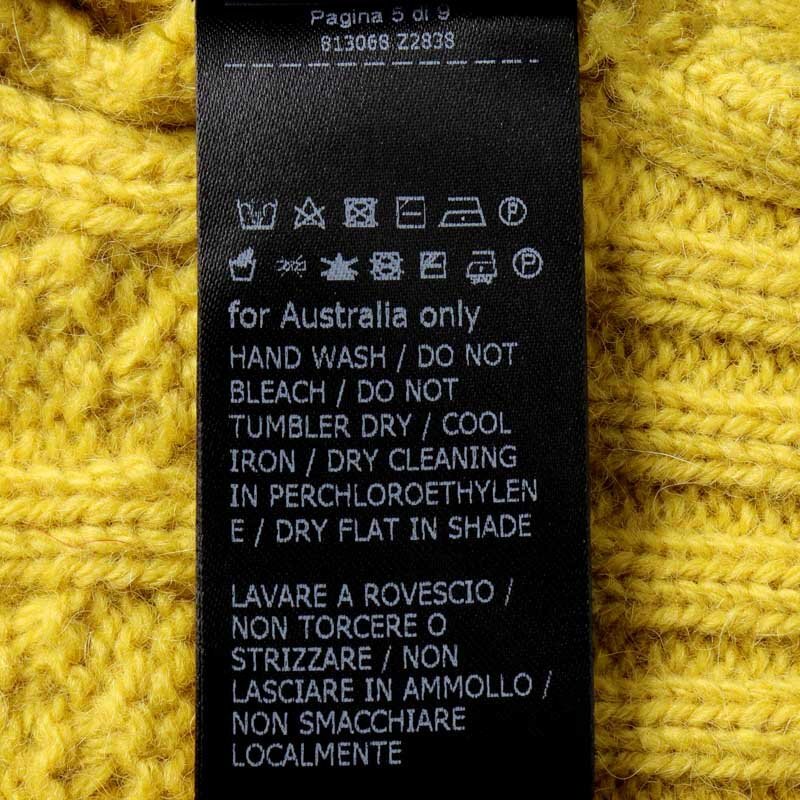 Pagina 5 di 9
813068 Z2838
P
P
for Australia only
HAND WASH / DO NOT
BLEACH / DO NOT
TUMBLER DRY / COOL
IRON / DRY CLEANING
IN PERCHLOROETHYLEN
E / DRY FLAT IN SHADE
LAVARE A ROVESCIO /
NON TORCERE O
STRIZZARE / NON
LASCIARE IN AMMOLLO /
NON SMACCHIARE
LOCALMENTE